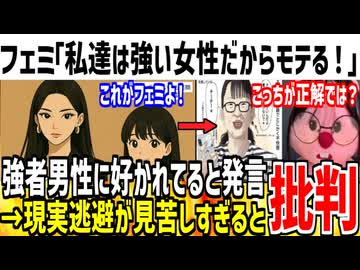 フェミ「私達は強い女性だからモテる！」
これがフェミよ！
こっちが正解では？
強者男性に好かれてると発言
→現実逃避が見苦しすぎると
批判